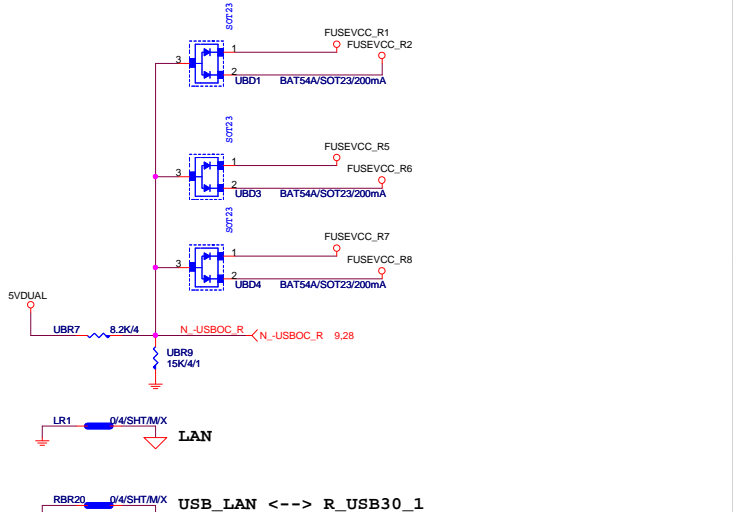 SOT23
FUSEVCC_R1
FUSEVCC_R2
1
3
2
UBD1 BAT54A/SOT23/200mA
SOT23
FUSEVCC_R5
FUSEVCC_R6
1
3
2
UBD3 BAT54A/SOT23/200mA
SOT23
FUSEVCC_R7
FUSEVCC_R8
1
3
2
UBD4 BAT54A/SOT23/200mA
5VDUAL
UBR7 8.2K/4 N_-USBOC_R N_-USBOC_R 9,28
UBR9
15K/4/1
LR1 0/4/SHT/M/X
LAN
RBR20 0/4/SHT/M/X
USB_LAN <--> R_USB30_1